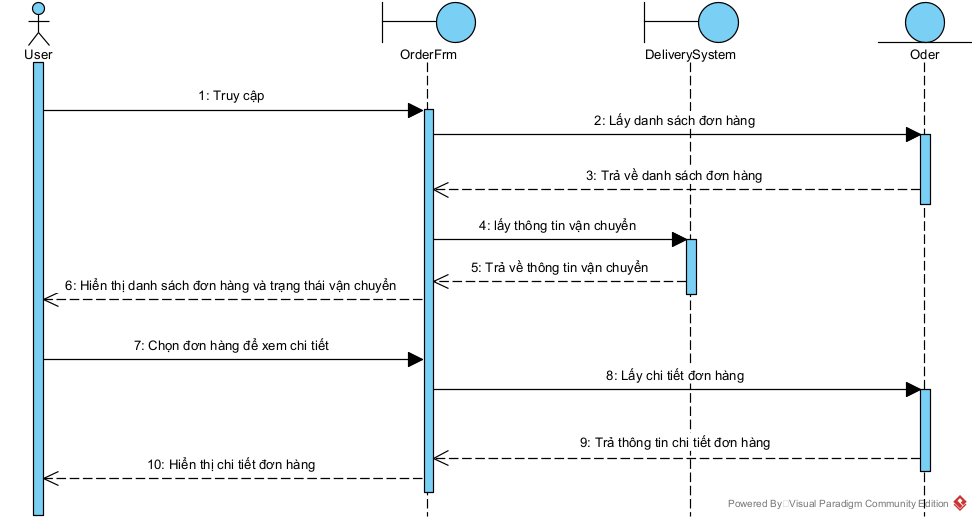 User
OrderFrm
DeliverySystem
Oder
1: Truy cập
2: Lấy danh sách đơn hàng
3: Trả về danh sách đơn hàng
4: lấy thông tin vận chuyển
5: Trả về thông tin vận chuyển
6: Hiển thị danh sách đơn hàng và trạng thái vận chuyển
7: Chọn đơn hàng để xem chi tiết
8: Lấy chi tiết đơn hàng
9: Trả thông tin chi tiết đơn hàng
10: Hiển thị chi tiết đơn hàng
Powered By Visual Paradigm Community Edition